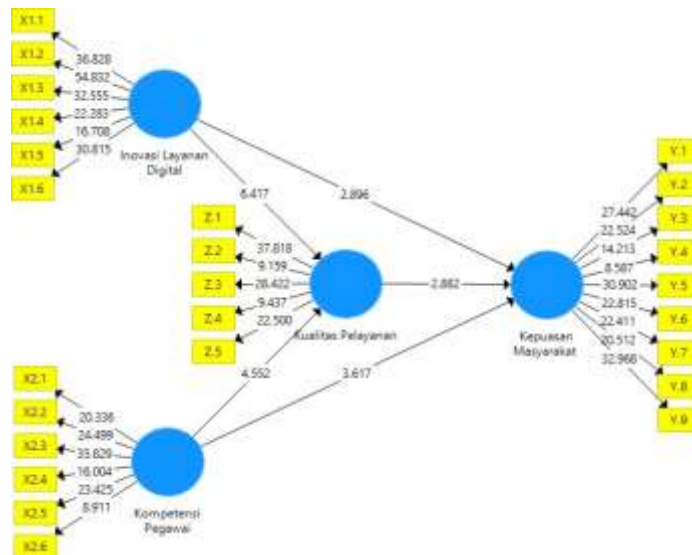 X1.1
X1.2
X1.3
X1.4
X1.5
X1.6
36.828
54.832
32.555
22.283
16.708
30.815
Inovasi Layanan
Digital
6.417
2.896
Z.1
Z.2
Z.3
Z.4
Z.5
37.818
9.159
28.422
9.437
22.500
Kualitas Pelayanan
2.882
Y.1
Y.2
Y.3
Y.4
Y.5
Y.6
Y.7
Y.8
Y.9
27.442
22.524
14.213
8.587
30.902
22.815
22.411
20.512
32.968
Kepuasan
Masyarakat
4.552
3.617
X2.1
X2.2
X2.3
X2.4
X2.5
X2.6
20.336
24.499
33.829
16.004
23.425
8.911
Kompetensi
Pegawai